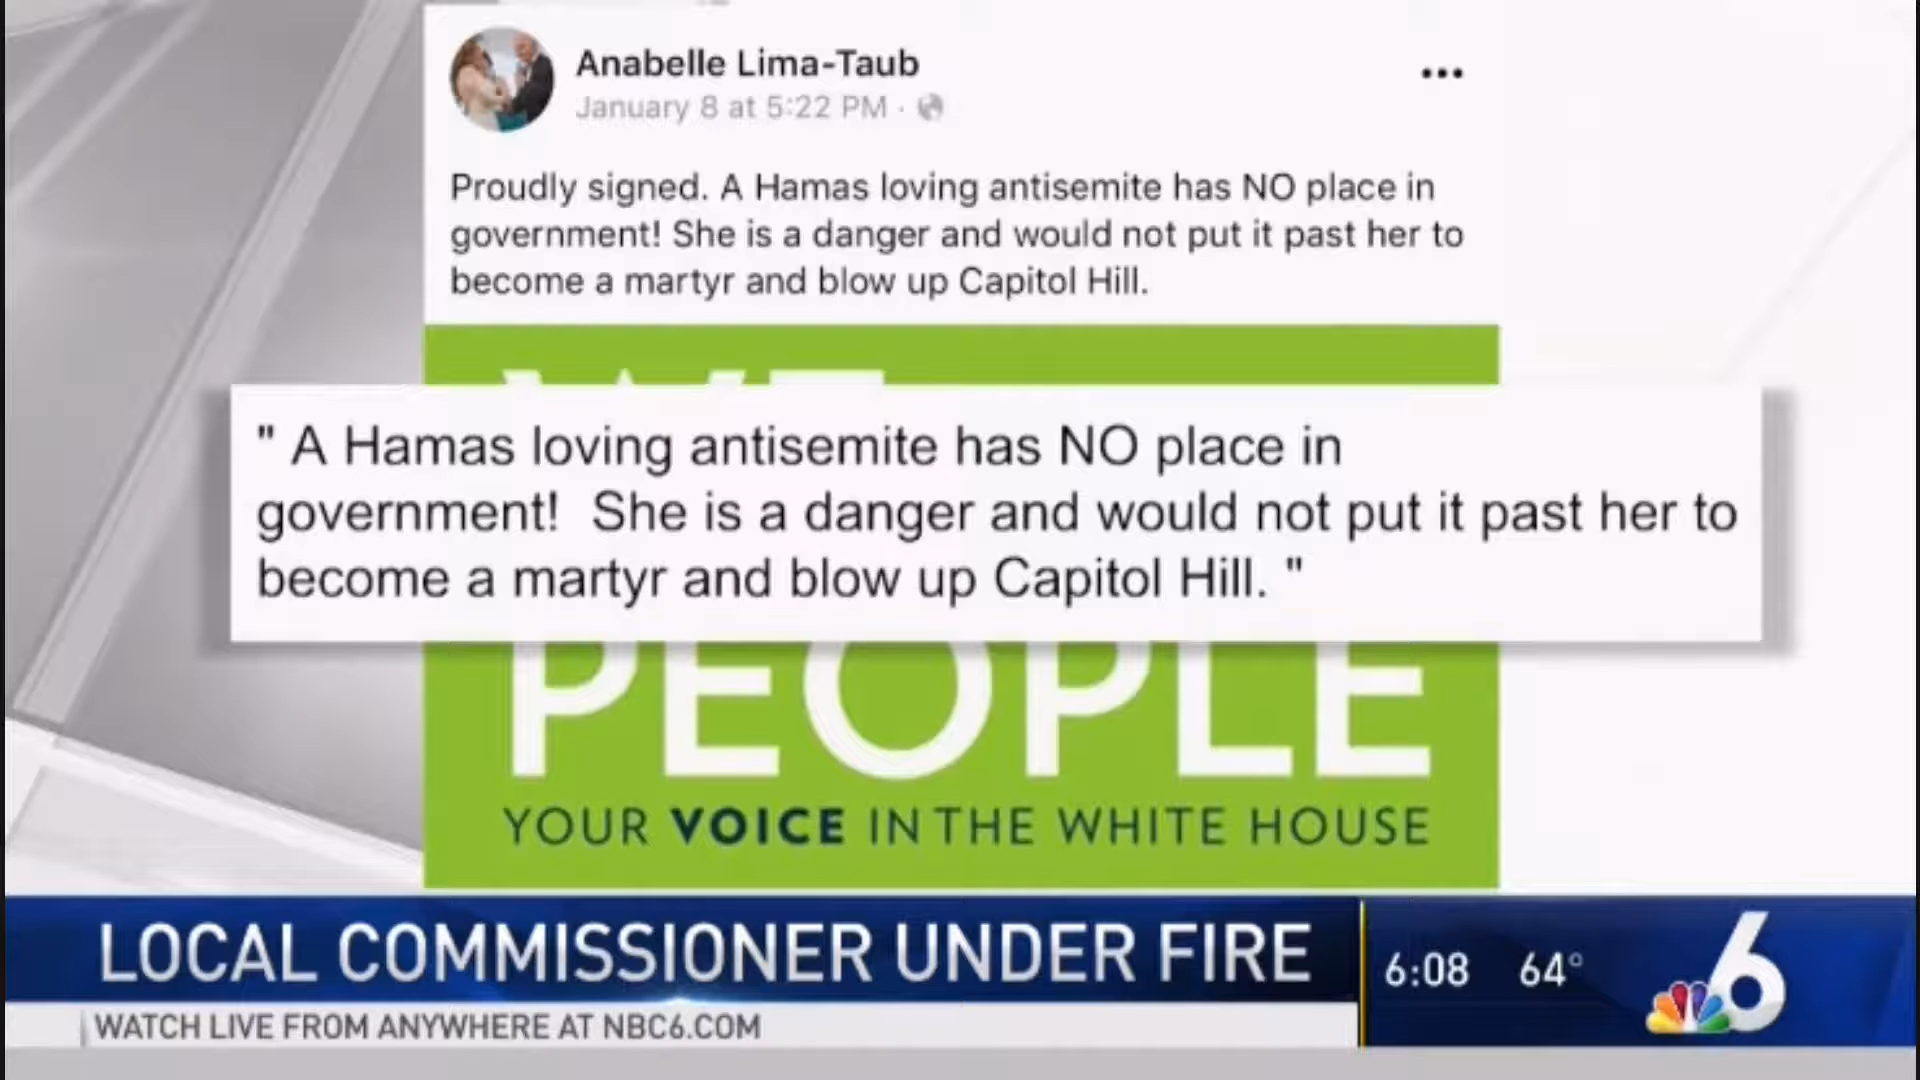 Anabelle Lima-Taub
January 8 at 5:22 PM ·
Proudly signed. A Hamas loving antisemite has NO place in
government! She is a danger and would not put it past her to
become a martyr and blow up Capitol Hill.
" A Hamas loving antisemite has NO place in
government! She is a danger and would not put it past her to
become a martyr and blow up Capitol Hill. "
PEOPLE
YOUR VOICE IN THE WHITE HOUSE
LOCAL COMMISSIONER UNDER FIRE
6:08 64°
6
WATCH LIVE FROM ANYWHERE AT NBC6.COM